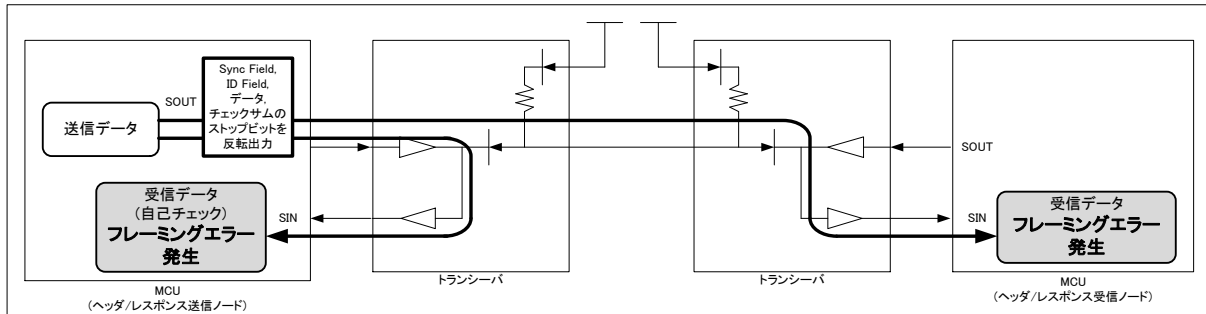 送信データ
SOUT
Sync Field,
ID Field,
データ,
チェックサムの
ストップビットを
反転出力
受信データ
(自己チェック)
フレーミングエラー
発生
SIN
MCU
(ヘッダ/レスポンス送信ノード)
トランシーバ
トランシーバ
SOUT
SIN
受信データ
フレーミングエラー
発生
MCU
(ヘッダ/レスポンス受信ノード)